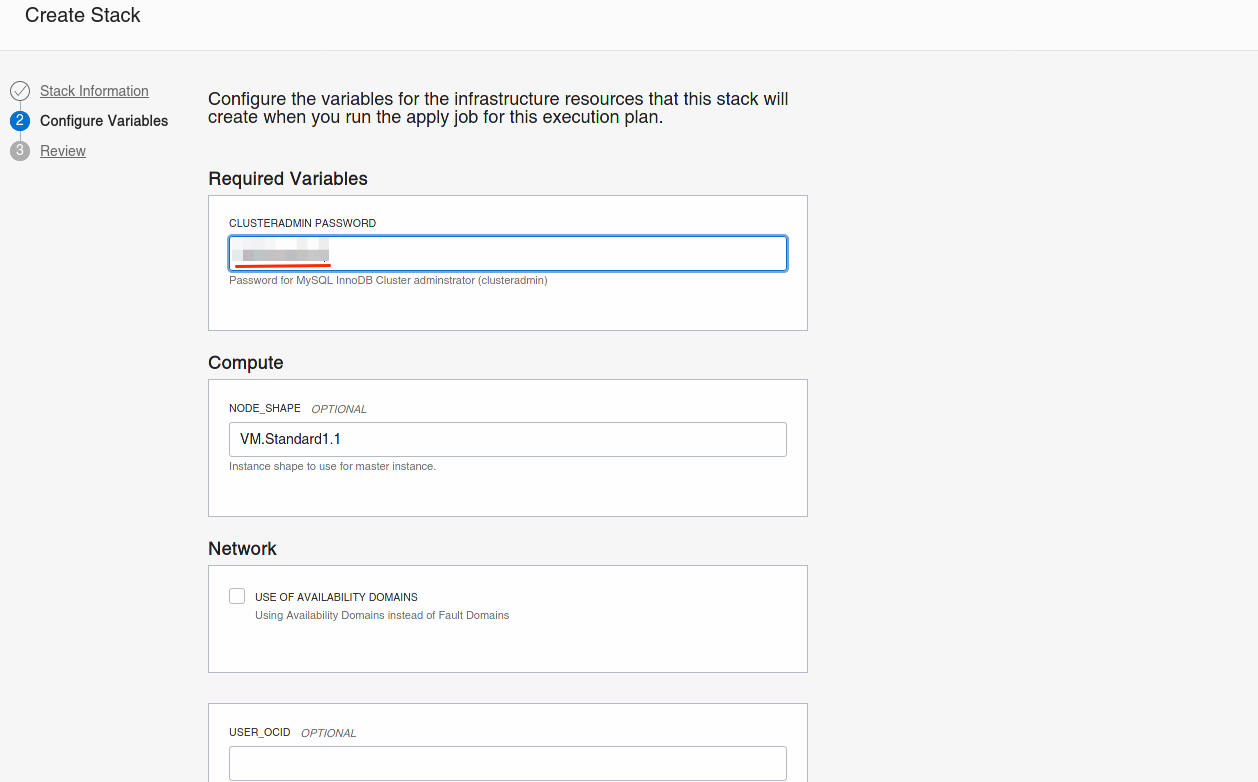 Create Stack
Stack Information
2 Configure Variables
3 Review
Configure the variables for the infrastructure resources that this stack will
create when you run the apply job for this execution plan.
Required Variables
CLUSTERADMIN PASSWORD
Password for MySQL InnoDB Cluster adminstrator (clusteradmin)
Compute
NODE_SHAPE OPTIONAL
VM.Standard1.1
Instance shape to use for master instance.
Network
USE OF AVAILABILITY DOMAINS
Using Availability Domains instead of Fault Domains
USER_OCID OPTIONAL